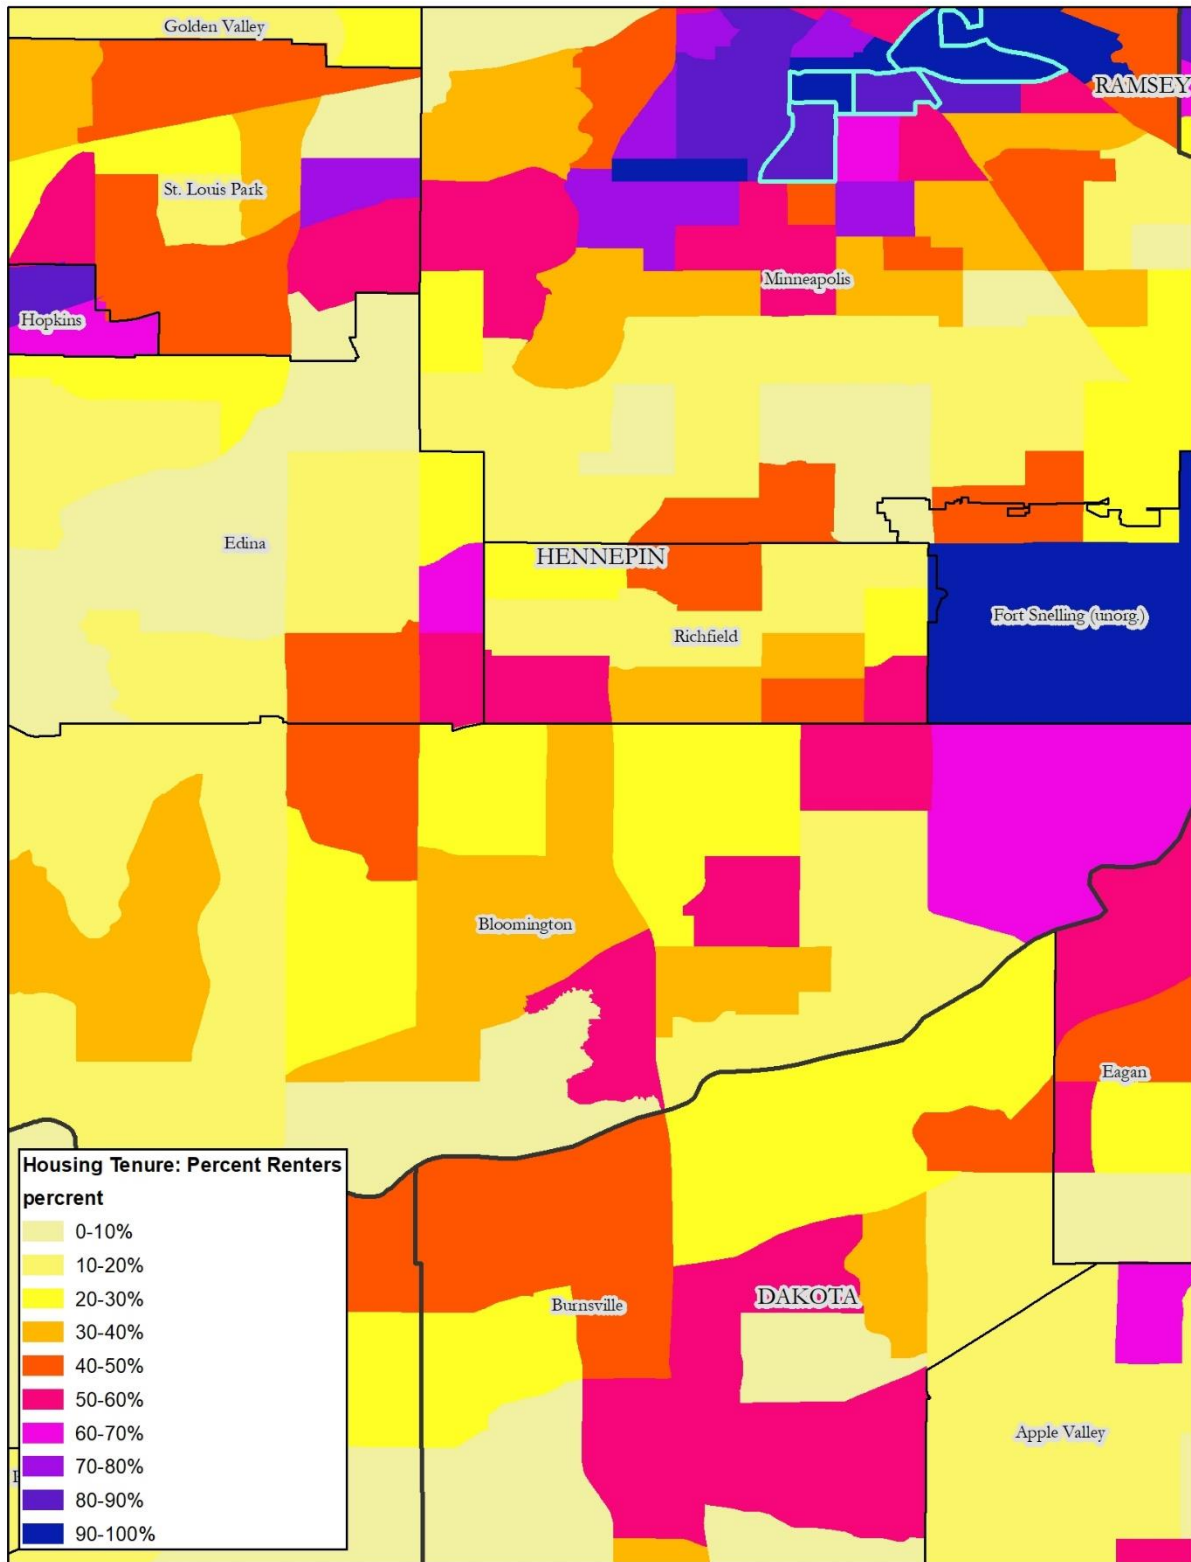 Golden Valley
RAMSEY
St. Louis Park
Minneapolis
Hopkins
Edina
HENNEPIN
Fort Snelling (unorg.)
Richfield
Bloomington
Eagan
Housing Tenure: Percent Renters
percrent
0-10%
10-20%
20-30%
30-40%
40-50%
50-60%
60-70%
70-80%
80-90%
90-100%
Burnsville
DAKOTA
Apple Valley